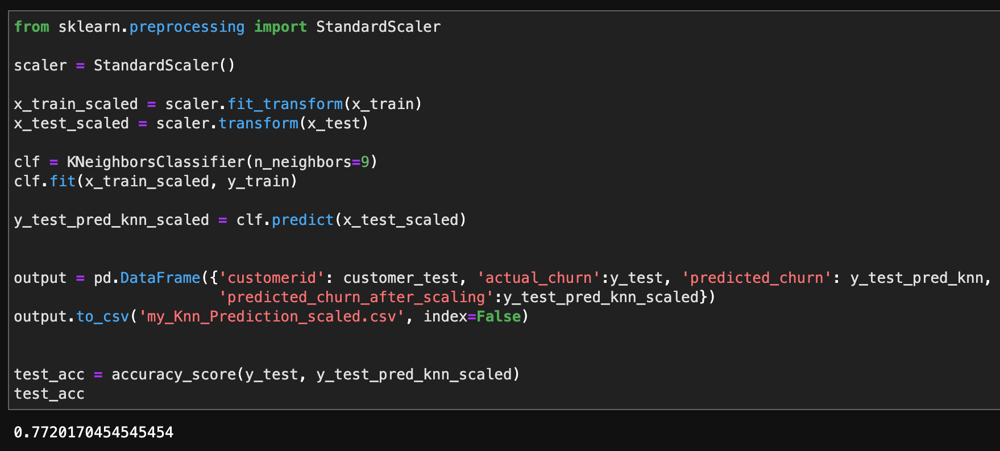 from sklearn.preprocessing import StandardScaler
scaler = StandardScaler()
x_train_scaled = scaler.fit_transform(x_train)
x_test_scaled = scaler.transform(x_test)
clf = KNeighborsClassifier(n_neighbors=9)
clf.fit(x_train_scaled, y_train)
y_test_pred_knn_scaled = clf.predict(x_test_scaled)
output = pd.DataFrame({'customerid': customer_test, 'actual_churn':y_test, 'predicted_churn': y_test_pred_knn,
'predicted_churn_after_scaling':y_test_pred_knn_scaled})
output.to_csv('my_Knn_Prediction_scaled.csv', index=False)
test_acc = accuracy_score(y_test, y_test_pred_knn_scaled)
test_acc
0.7720170454545454